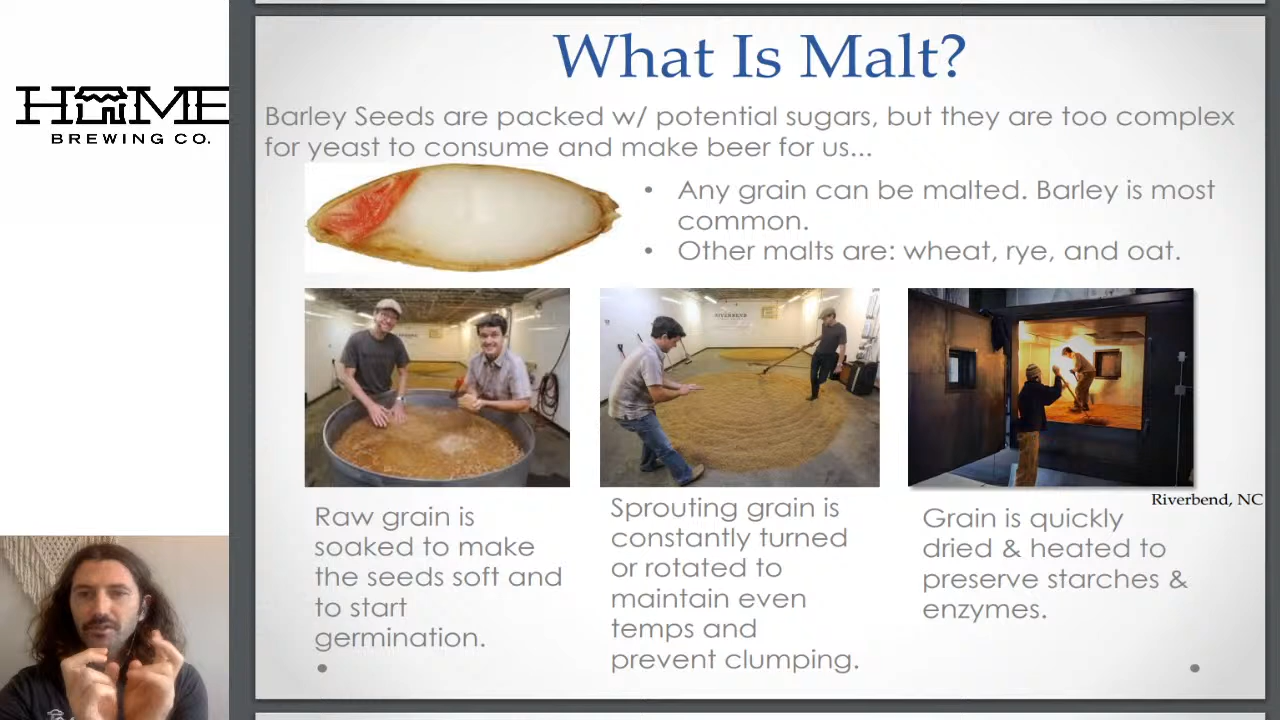 HOME
BREWING CO.
What Is Malt?
Barley Seeds are packed w/ potential sugars, but they are too complex
for yeast to consume and make beer for us...
• Any grain can be malted. Barley is most
common.
• Other malts are: wheat, rye, and oat.
RIVERBEND
Riverbend, NC
Raw grain is
soaked to make
the seeds soft and
to start
germination.
Sprouting grain is
constantly turned
or rotated to
maintain even
temps and
prevent clumping.
Grain is quickly
dried & heated to
preserve starches &
enzymes.